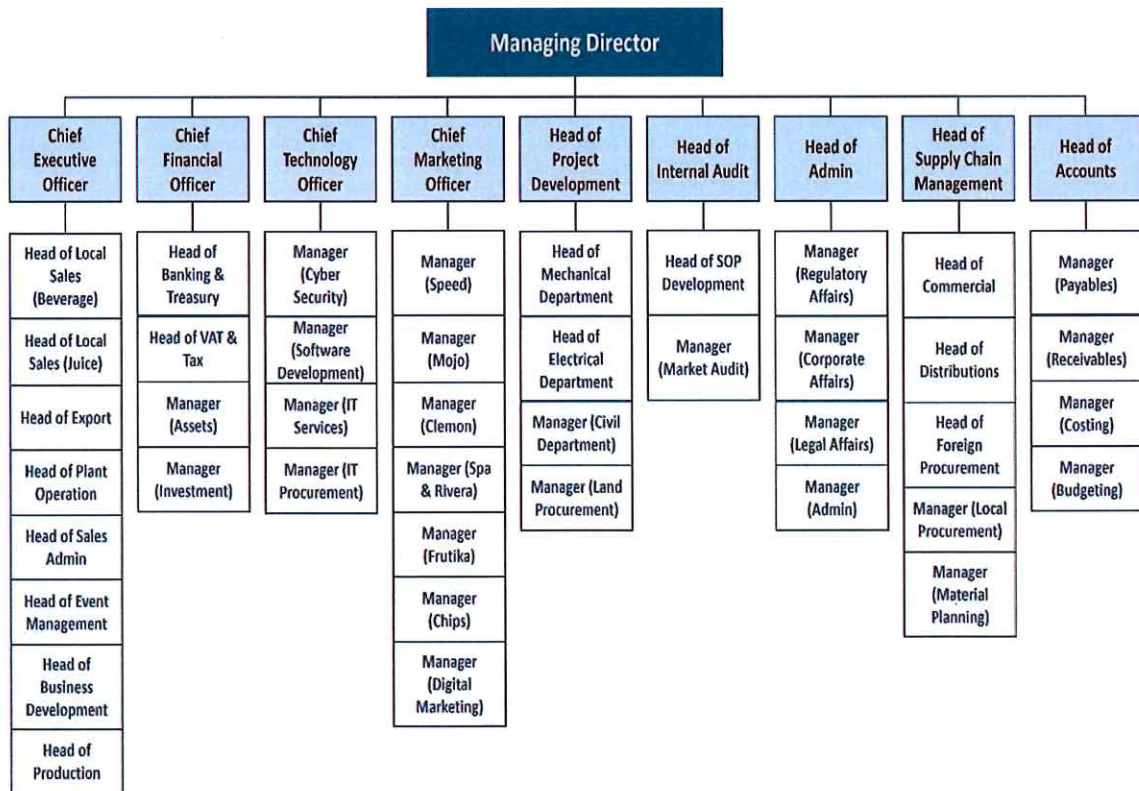 Managing Director
Chief
Executive
Officer
Chief
Financial
Officer
Chief
Technology
Officer
Chief
Marketing
Officer
Head of
Project
Development
Head of
Internal Audit
Head of
Admin
Head of
Supply Chain
Management
Head of
Accounts
Head of Local
Sales
(Beverage)
Head of Local
Sales (Juice)
Head of Export
Head of Plant
Operation
Head of Sales
Admin
Head of Event
Management
Head of
Business
Development
Head of
Production
Head of
Banking &
Treasury
Head of VAT &
Tax
Manager
(Assets)
Manager
(Investment)
Manager
(Cyber
Security)
Manager
(Software
Development)
Manager (IT
Services)
Manager (IT
Procurement)
Manager
(Speed)
Manager
(Mojo)
Manager
(Clemon)
Manager (Spa
& Rivera)
Manager
(Frutika)
Manager
(Chips)
Manager
(Digital
Marketing)
Head of
Mechanical
Department
Head of
Electrical
Department
Manager (Civil
Department)
Manager (Land
Procurement)
Head of SOP
Development
Manager
(Market Audit)
Manager
(Regulatory
Affairs)
Manager
(Corporate
Affairs)
Manager
(Legal Affairs)
Manager
(Admin)
Head of
Commercial
Head of
Distributions
Head of
Foreign
Procurement
Manager (Local
Procurement)
Manager
(Material
Planning)
Manager
(Payables)
Manager
(Receivables)
Manager
(Costing)
Manager
(Budgeting)